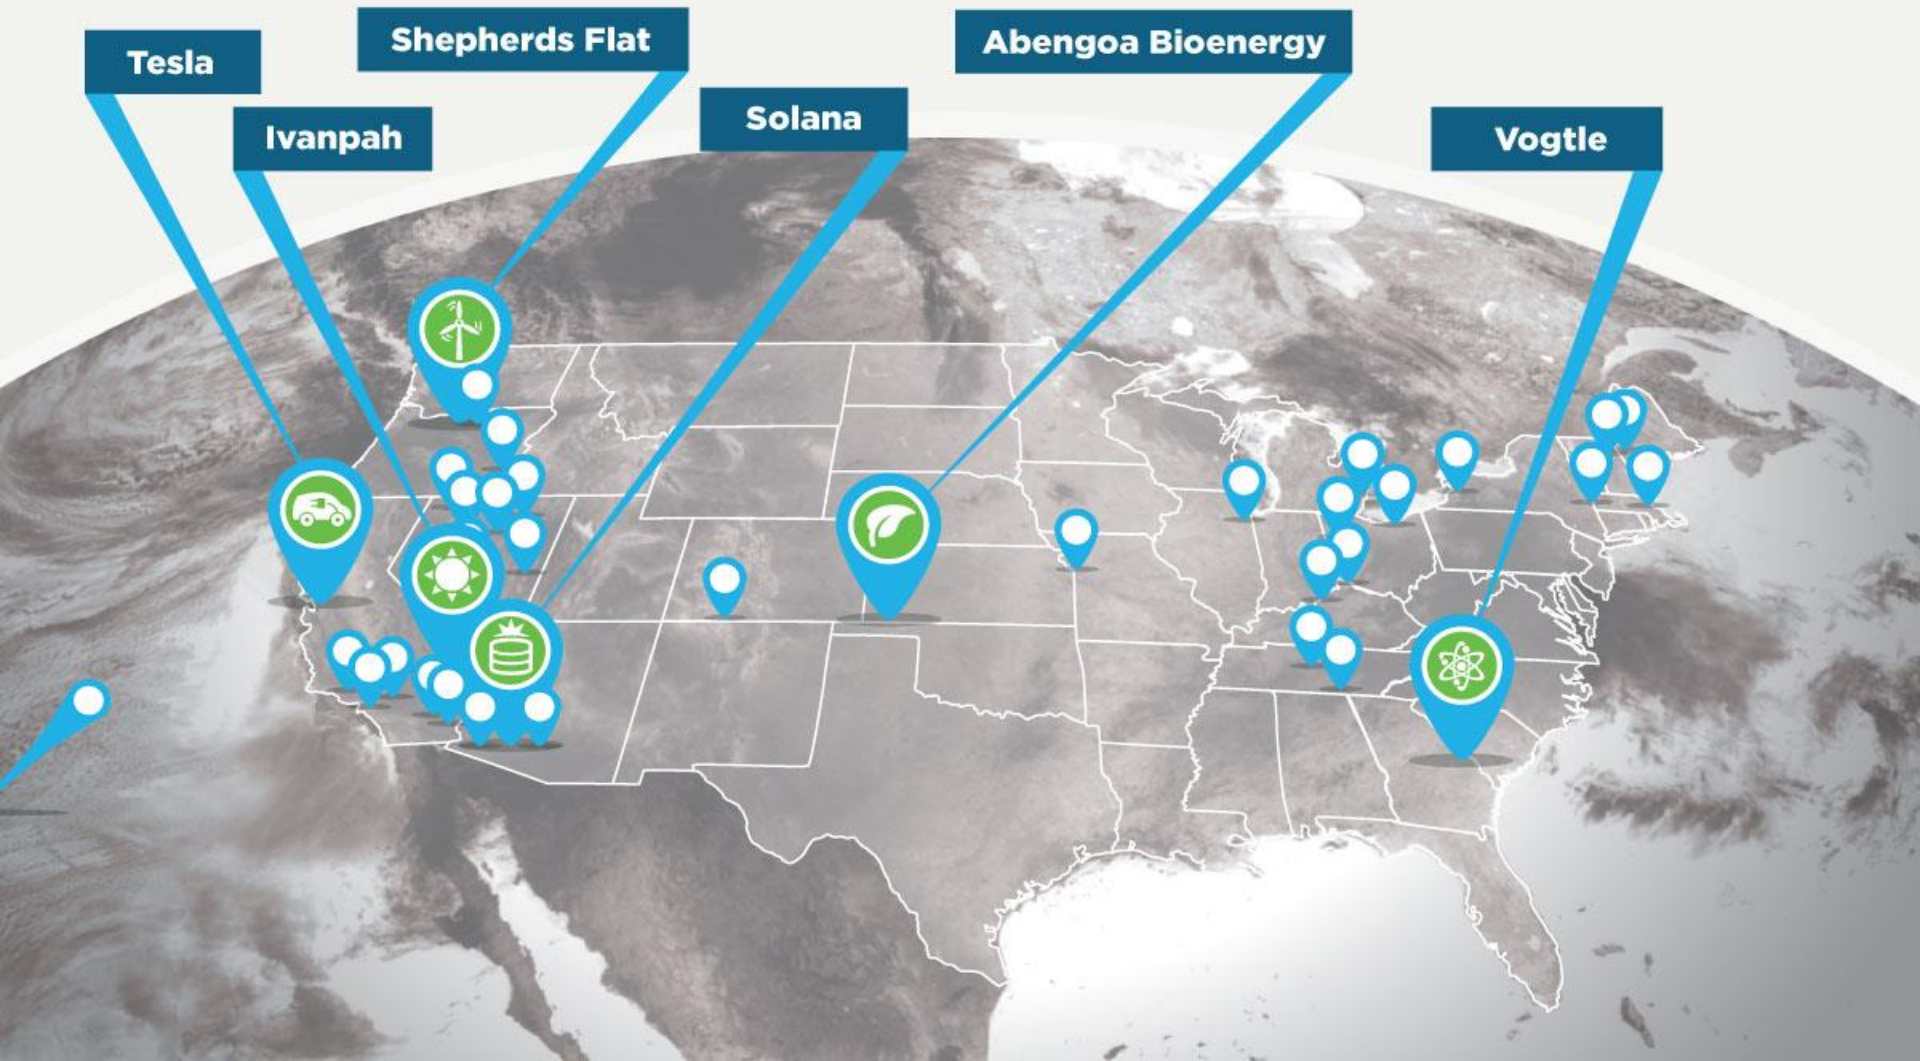 Tesla
Shepherds Flat
Abengoa Bioenergy
Ivanpah
Solana
Vogtle